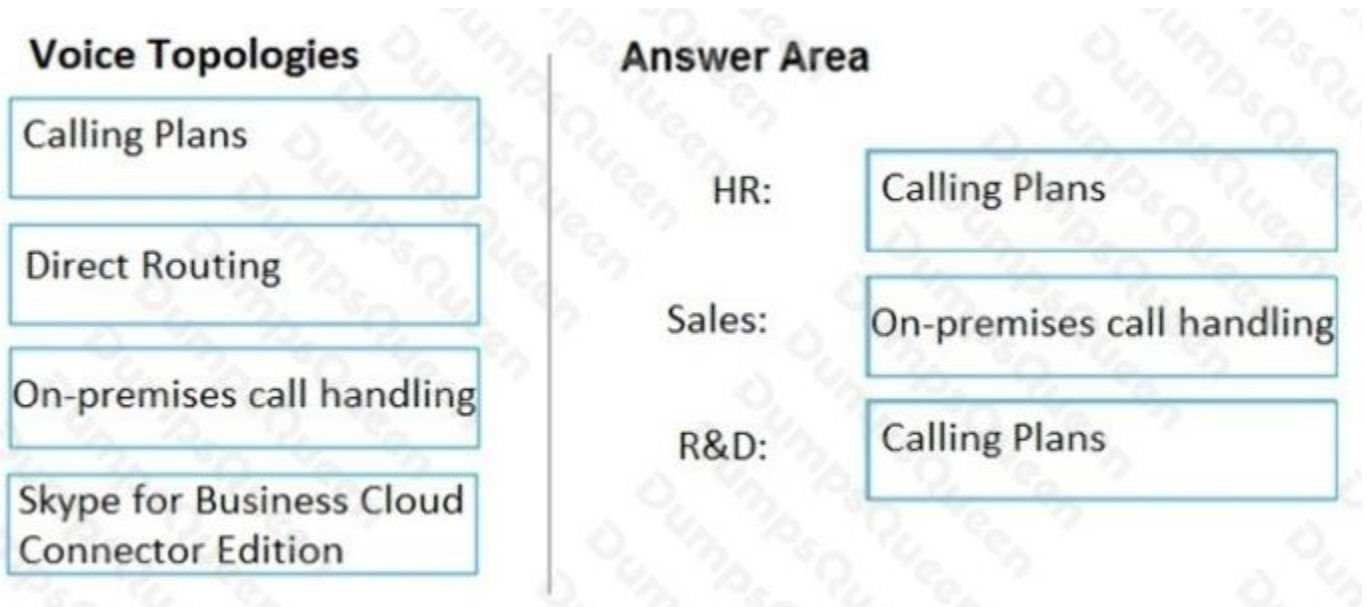 Voice Topologies
Calling Plans
Direct Routing
On-premises call handling
Skype for Business Cloud
Connector Edition
Answer Area
HR:
Calling Plans
Sales:
On-premises call handling
R&D:
Calling Plans
DumpsQueen